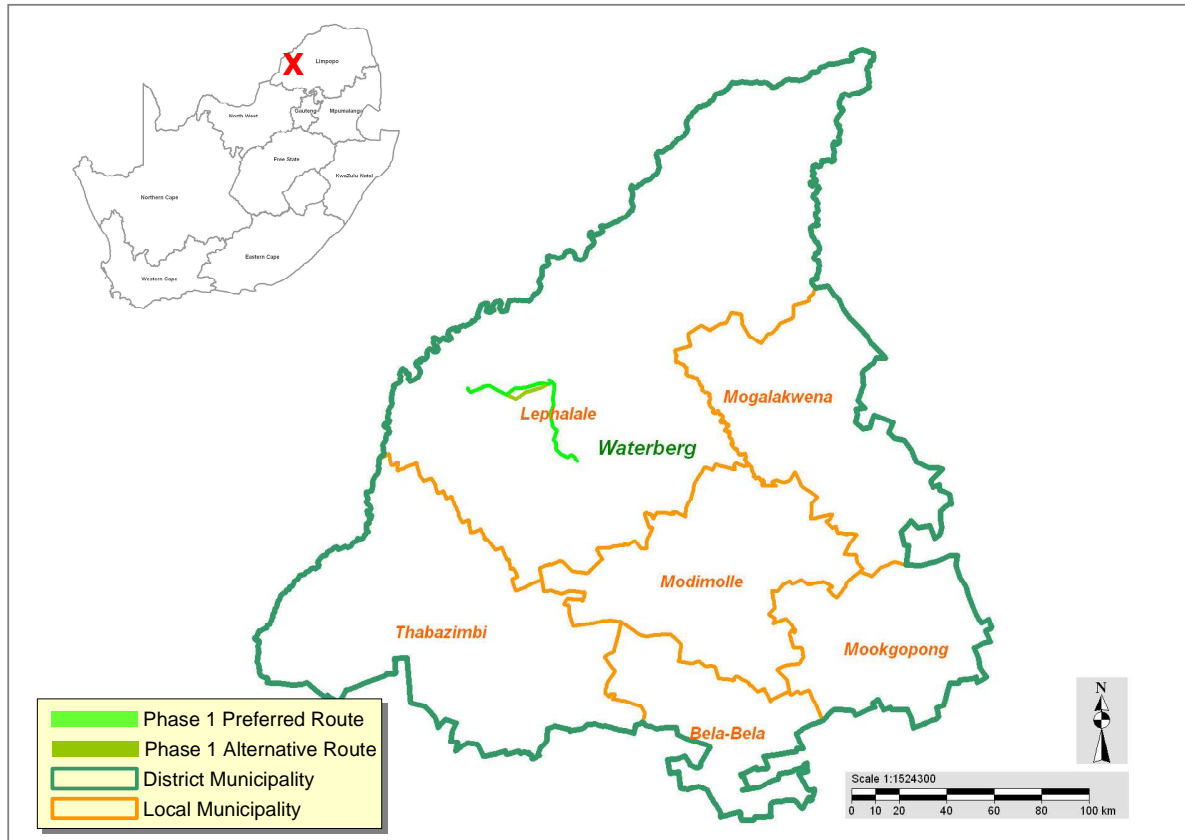 X
Limpopo
North West
Gauteng
Mpumalanga
Free State
KwaZulu Natal
Northern Cape
Eastern Cape
Western Cape
Mogalakwena
Lephalale
Waterberg
Modimolle
Thabazimbi
Mookgopong
Bela-Bela
Phase 1 Preferred Route
Phase 1 Alternative Route
District Municipality
Local Municipality
N
Scale 1:1524300
0 10 20 40 60 80 100 km